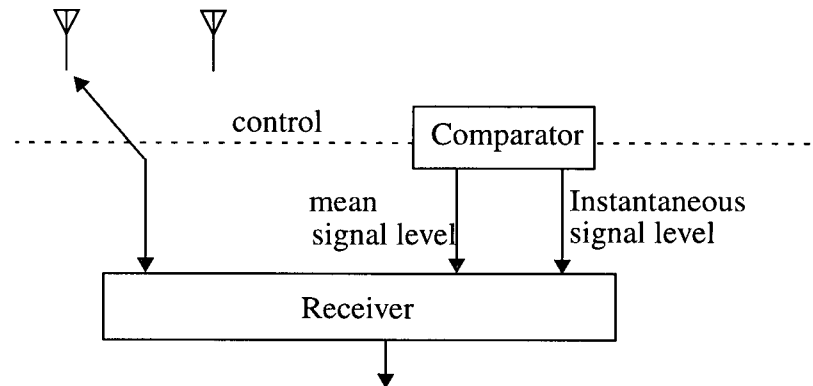 control
Comparator
mean
signal level
Instantaneous
signal level
Receiver